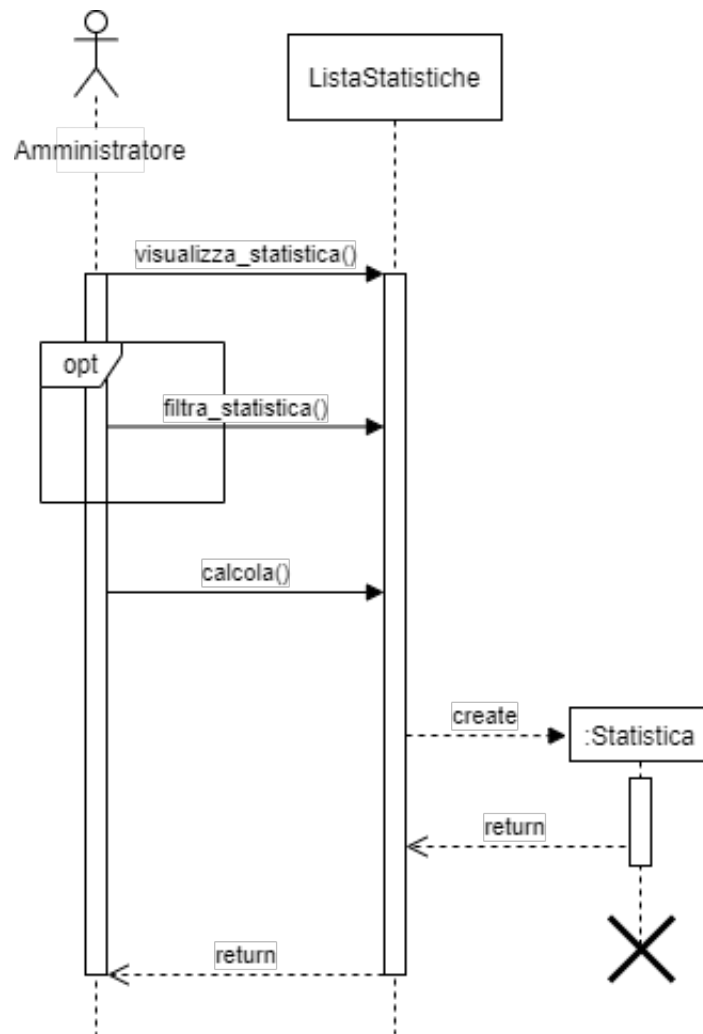 ListaStatistiche
Amministratore
visualizza_statistica()
opt
filtra_statistica()
calcola()
create
:Statistica
return
return